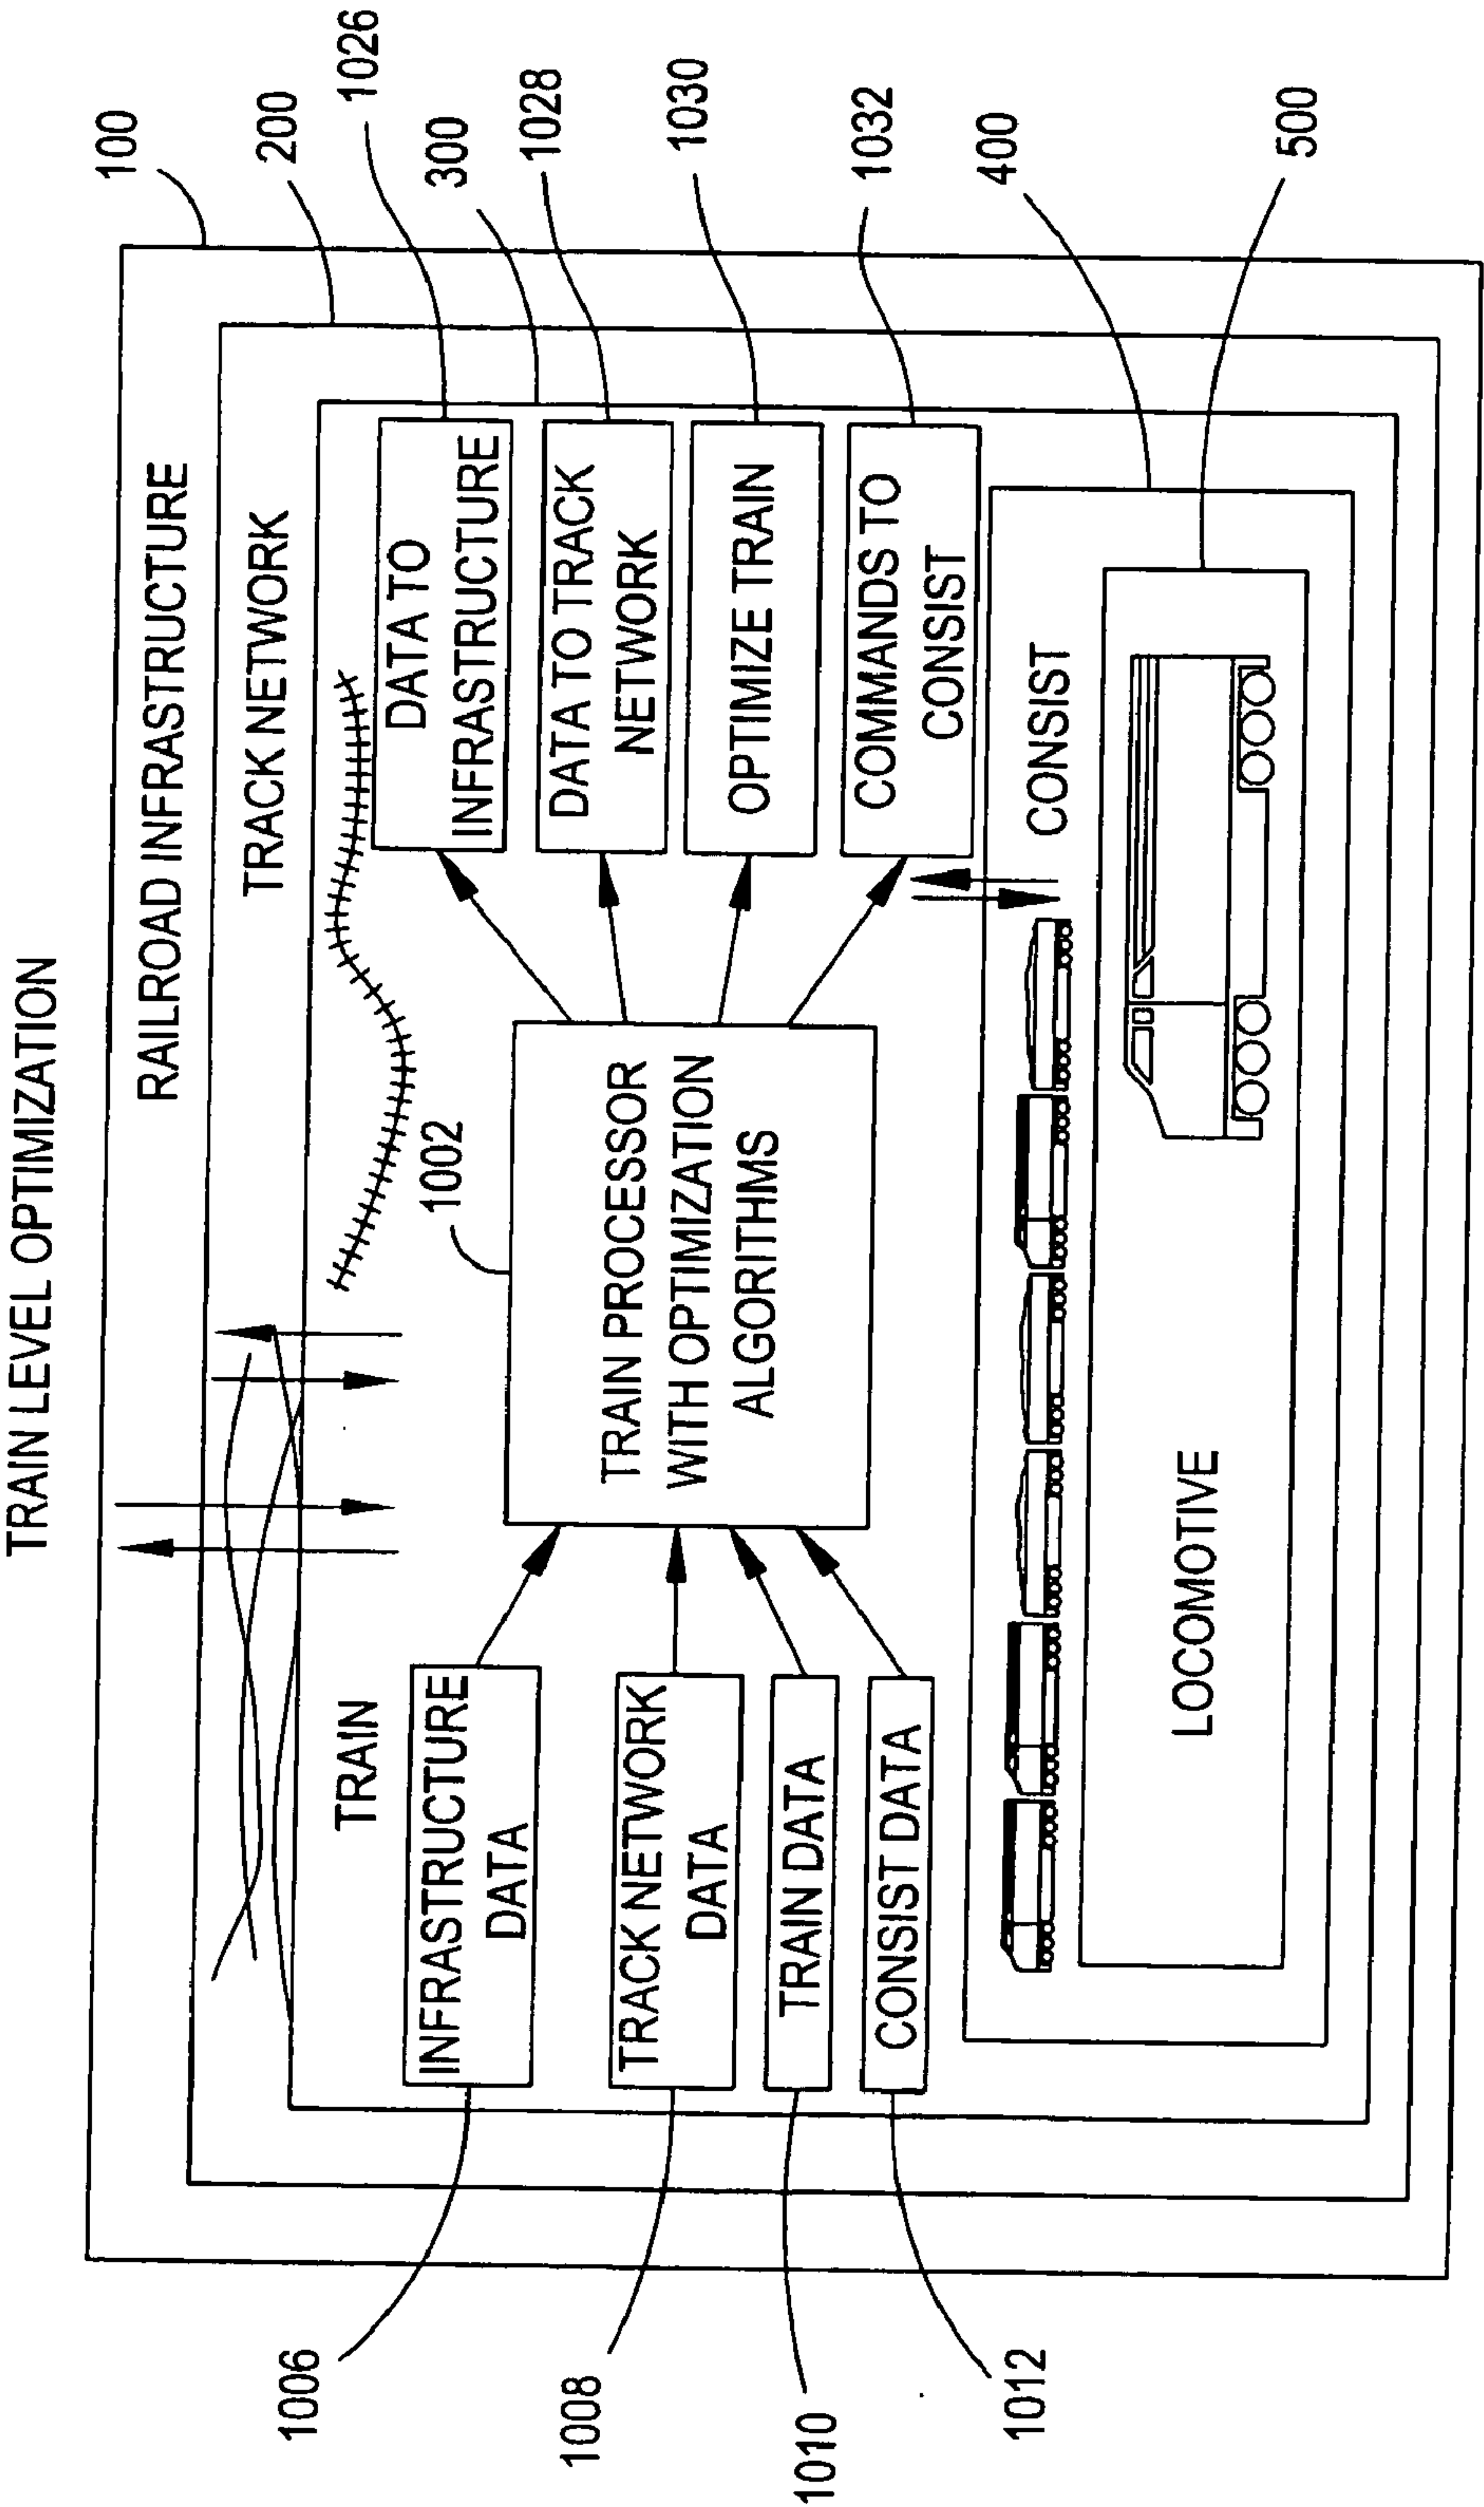 TRAIN LEVEL OPTIMIZATION
RAILROAD INFRASTRUCTURE
100
TRACK NETWORK
200
1026
TRAIN
300
1028
1030
1032
400
500
1006
1008
1010
1012
1002
INFRASTRUCTURE
DATA
TRACK NETWORK
DATA
TRAIN DATA
CONSIST DATA
TRAIN PROCESSOR
WITH OPTIMIZATION
ALGORITHMS
DATA TO
INFRASTRUCTURE
DATA TO TRACK
NETWORK
OPTIMIZE TRAIN
COMMANDS TO
CONSIST
CONSIST
LOCOMOTIVE